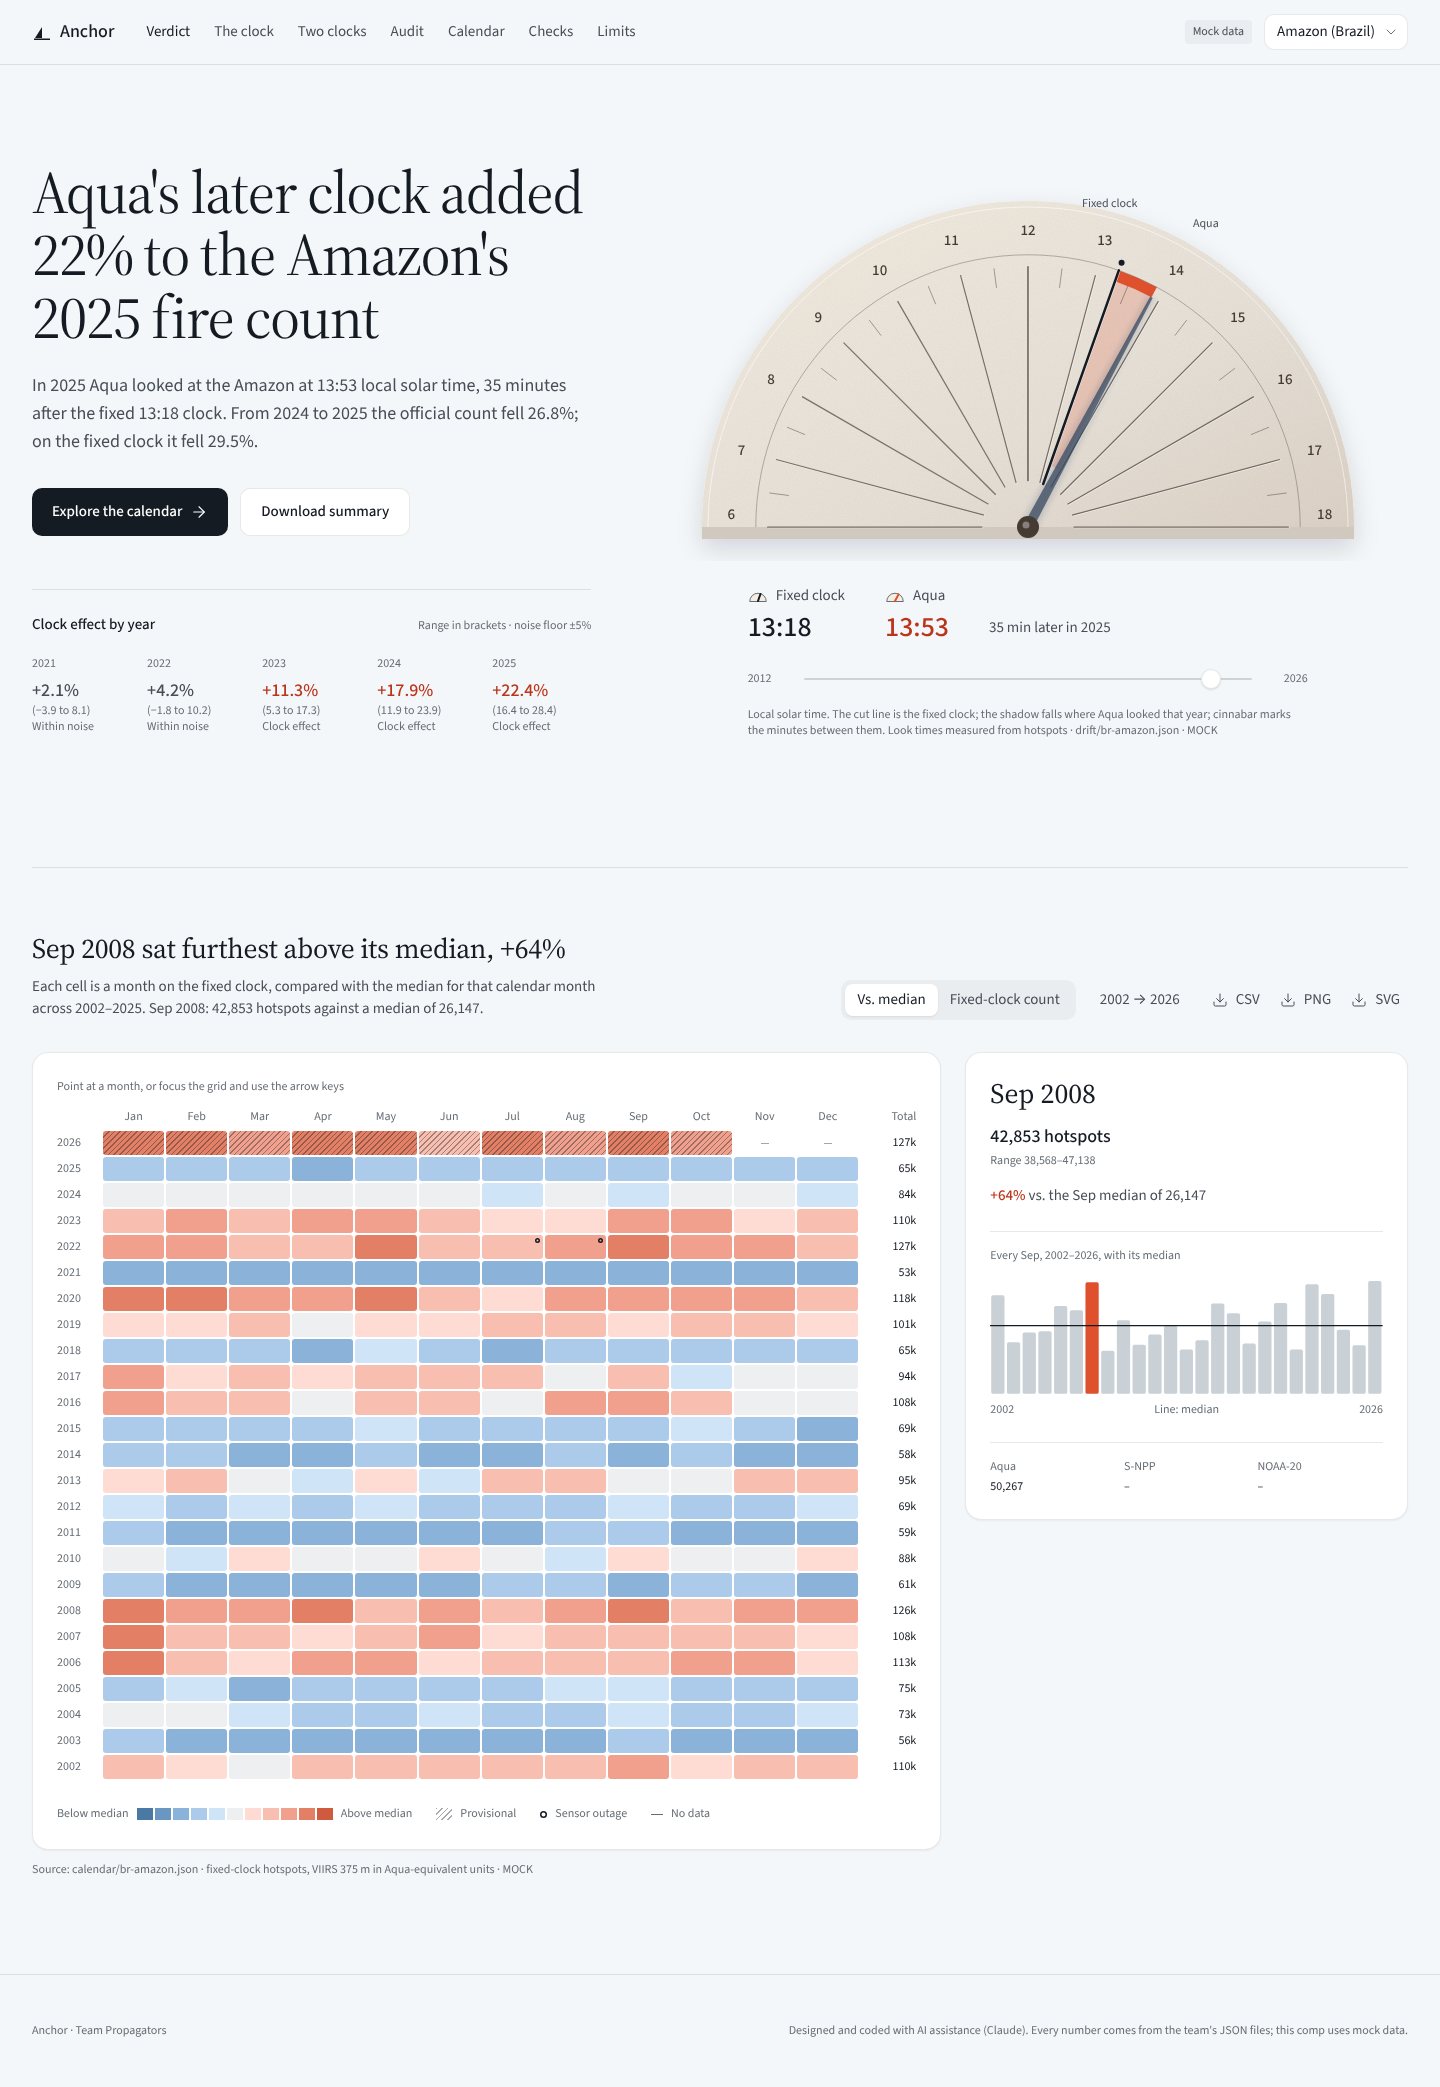 Anchor
Verdict
The clock
Two clocks
Audit
Calendar
Checks
Limits
Mock data
Amazon (Brazil)
Aqua's later clock added
22% to the Amazon's
2025 fire count
In 2025 Aqua looked at the Amazon at 13:53 local solar time, 35 minutes
after the fixed 13:18 clock. From 2024 to 2025 the official count fell 26.8%;
on the fixed clock it fell 29.5%.
Explore the calendar →
Download summary
Clock effect by year
Range in brackets · noise floor ±5%
2021 2022 2023 2024 2025
+2.1% +4.2% +11.3% +17.9% +22.4%
(−3.9 to 8.1) (−1.8 to 10.2) (5.3 to 17.3) (11.9 to 23.9) (16.4 to 28.4)
Within noise Within noise Clock effect Clock effect Clock effect
Fixed clock
Aqua
6
7
8
9
10
11
12
13
14
15
16
17
18
Fixed clock Aqua
13:18 13:53 35 min later in 2025
2012 2026
Local solar time. The cut line is the fixed clock; the shadow falls where Aqua looked that year; cinnabar marks
the minutes between them. Look times measured from hotspots · drift/br-amazon.json · MOCK
Sep 2008 sat furthest above its median, +64%
Each cell is a month on the fixed clock, compared with the median for that calendar month
across 2002–2025. Sep 2008: 42,853 hotspots against a median of 26,147.
Vs. median
Fixed-clock count
2002 → 2026
CSV
PNG
SVG
Point at a month, or focus the grid and use the arrow keys
Jan Feb Mar Apr May Jun Jul Aug Sep Oct Nov Dec Total
2026 — — 127k
2025 65k
2024 84k
2023 110k
2022 127k
2021 53k
2020 118k
2019 101k
2018 65k
2017 94k
2016 108k
2015 69k
2014 58k
2013 95k
2012 69k
2011 59k
2010 88k
2009 61k
2008 126k
2007 108k
2006 113k
2005 75k
2004 73k
2003 56k
2002 110k
Below median Above median Provisional Sensor outage — No data
Source: calendar/br-amazon.json · fixed-clock hotspots, VIIRS 375 m in Aqua-equivalent units · MOCK
Sep 2008
42,853 hotspots
Range 38,568–47,138
+64% vs. the Sep median of 26,147
Every Sep, 2002–2026, with its median
2002 Line: median 2026
Aqua S-NPP NOAA-20
50,267 – –
Anchor · Team Propagators
Designed and coded with AI assistance (Claude). Every number comes from the team's JSON files; this comp uses mock data.